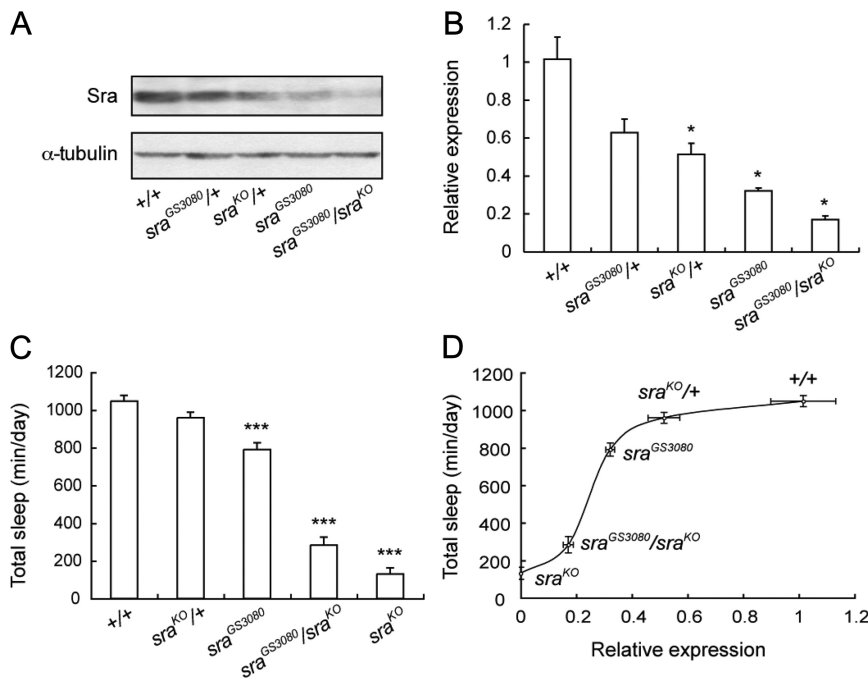 A
Sra
α-tubulin
+/+
sra^GS3080/+
sra^KO/+
sra^GS3080
sra^GS3080/sra^KO
B
Relative expression
1.2
1
0.8
0.6
0.4
0.2
0
*
*
*
+/+
sra^GS3080/+
sra^KO/+
sra^GS3080
sra^GS3080/sra^KO
C
Total sleep (min/day)
1200
1000
800
600
400
200
0
***
***
***
+/+
sra^KO/+
sra^GS3080
sra^GS3080/sra^KO
sra^KO
D
Total sleep (min/day)
1200
1000
800
600
400
200
0
+/+
sra^KO/+
sra^GS3080
sra^GS3080/sra^KO
sra^KO
0 0.2 0.4 0.6 0.8 1 1.2
Relative expression